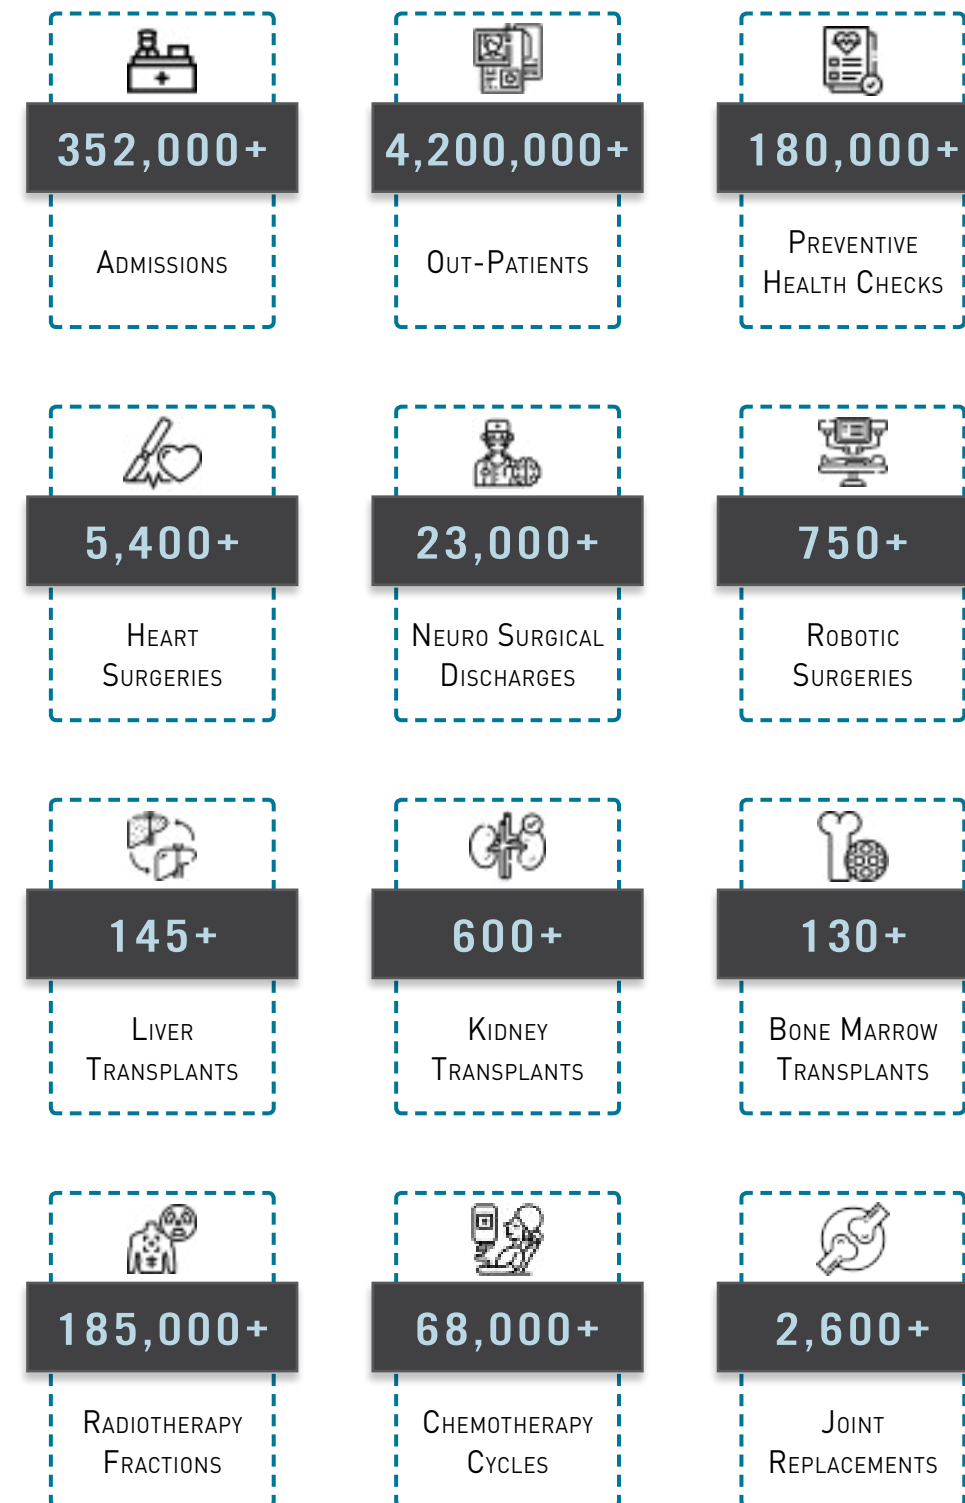 352,000+
Admissions
4,200,000+
Out-Patients
180,000+
Preventive
Health Checks
5,400+
Heart
Surgeries
23,000+
Neuro Surgical
Discharges
750+
Robotic
Surgeries
145+
Liver
Transplants
600+
Kidney
Transplants
130+
Bone Marrow
Transplants
185,000+
Radiotherapy
Fractions
68,000+
Chemotherapy
Cycles
2,600+
Joint
Replacements